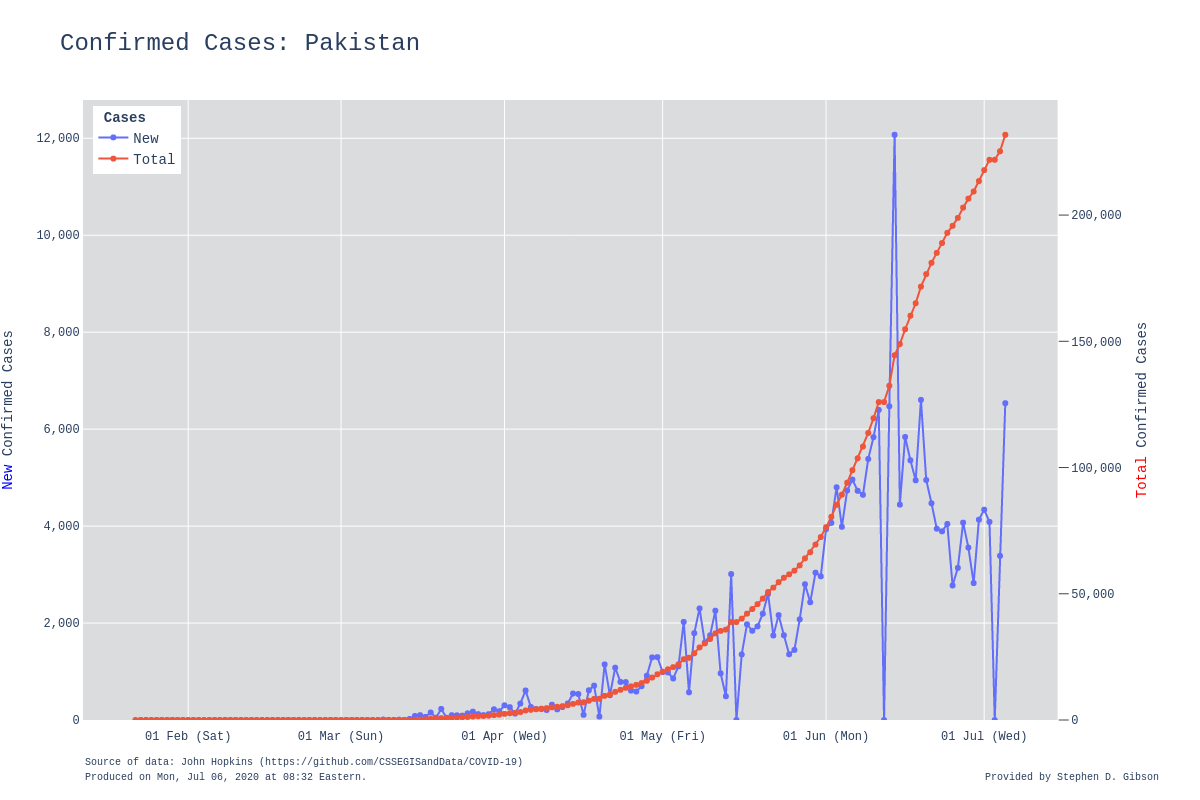 Confirmed Cases: Pakistan
Cases
New
Total
12,000
10,000
8,000
6,000
4,000
2,000
0
200,000
150,000
100,000
50,000
0
New Confirmed Cases
Total Confirmed Cases
01 Feb (Sat)
01 Mar (Sun)
01 Apr (Wed)
01 May (Fri)
01 Jun (Mon)
01 Jul (Wed)
Source of data: John Hopkins (https://github.com/CSSEGISandData/COVID-19)
Produced on Mon, Jul 06, 2020 at 08:32 Eastern.
Provided by Stephen D. Gibson